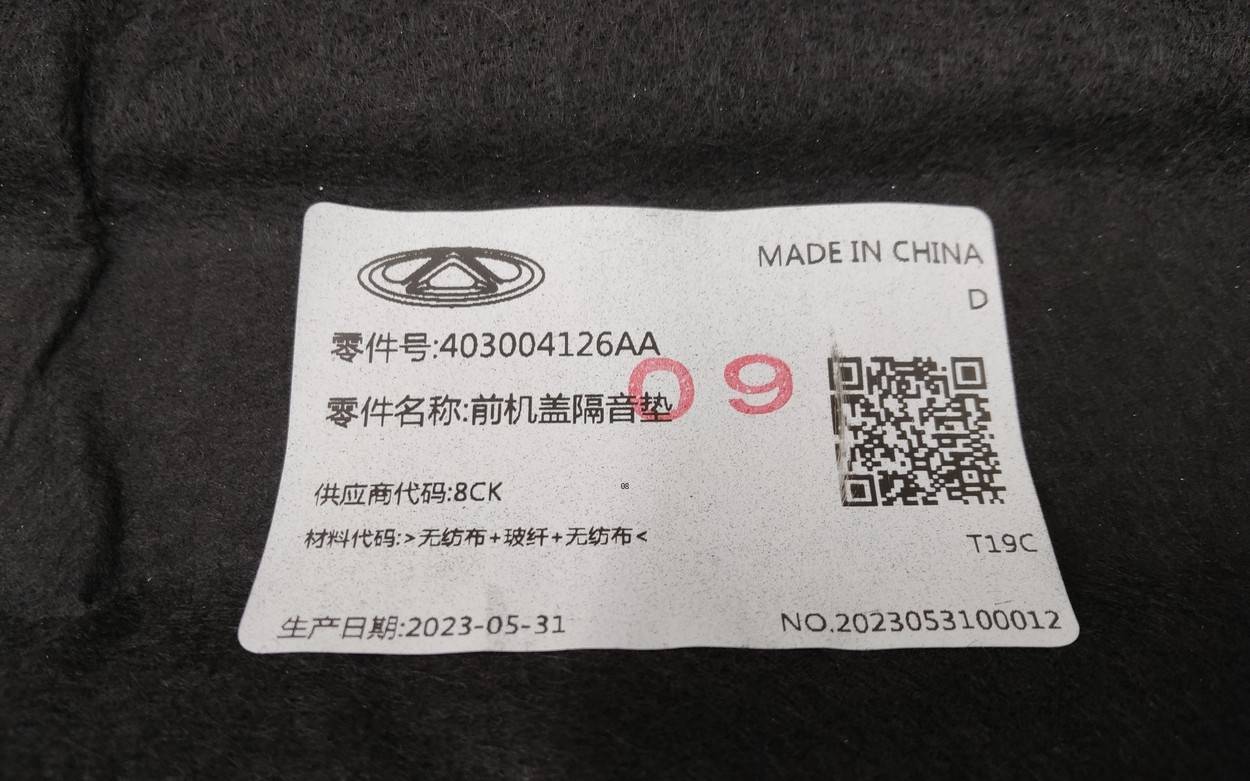 MADE IN CHINA
D
零件号:403004126AA
09
零件名称:前机盖隔音垫
供应商代码:8CK
08
材料代码:>无纺布+玻纤+无纺布<
T19C
生产日期:2023-05-31
NO.2023053100012